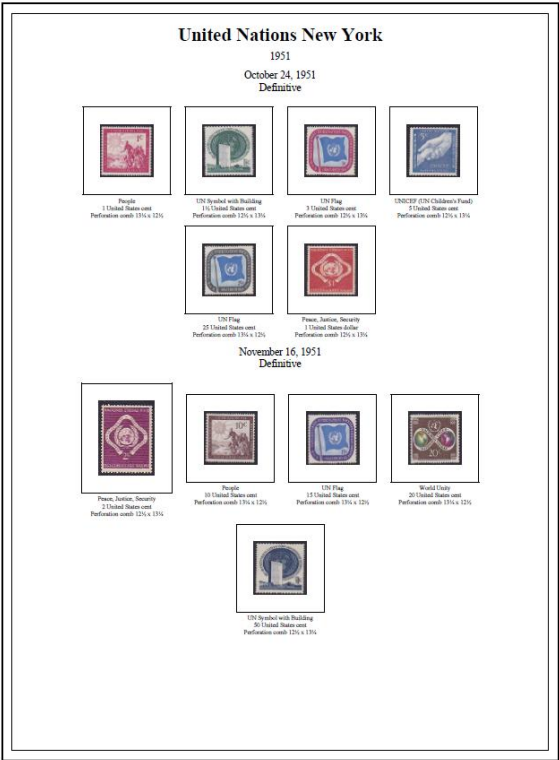 United Nations New York
1951
October 24, 1951
Definitive
People
1 United States cent
Perforation comb 13¼ x 12½
UN Symbol with Building
1½ United States cent
Perforation comb 12½ x 13¼
UN Flag
3 United States cent
Perforation comb 12½ x 13¼
UNICEF (UN Children's Fund)
5 United States cent
Perforation comb 12½ x 13¼
UN Flag
25 United States cent
Perforation comb 13¼ x 12½
Peace, Justice, Security
1 United States dollar
Perforation comb 12½ x 13¼
November 16, 1951
Definitive
Peace, Justice, Security
2 United States cent
Perforation comb 12½ x 13¼
People
10 United States cent
Perforation comb 13¼ x 12½
10c
UN Flag
15 United States cent
Perforation comb 13¼ x 12½
World Unity
20 United States cent
Perforation comb 13¼ x 12½
20c
UN Symbol with Building
50 United States cent
Perforation comb 12½ x 13¼